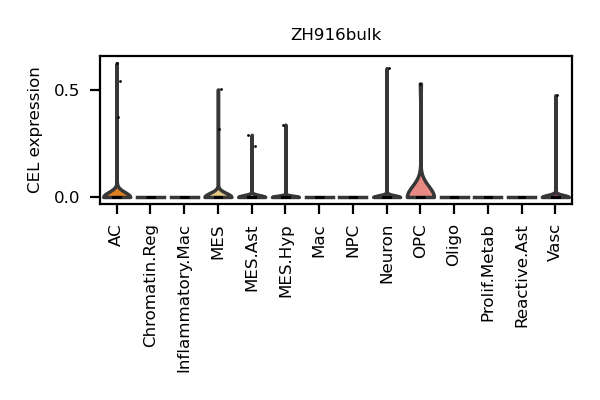 ZH916bulk
CEL expression
0.5
0.0
AC
Chromatin.Reg
Inflammatory.Mac
MES
MES.Ast
MES.Hyp
Mac
NPC
Neuron
OPC
Oligo
Prolif.Metab
Reactive.Ast
Vasc